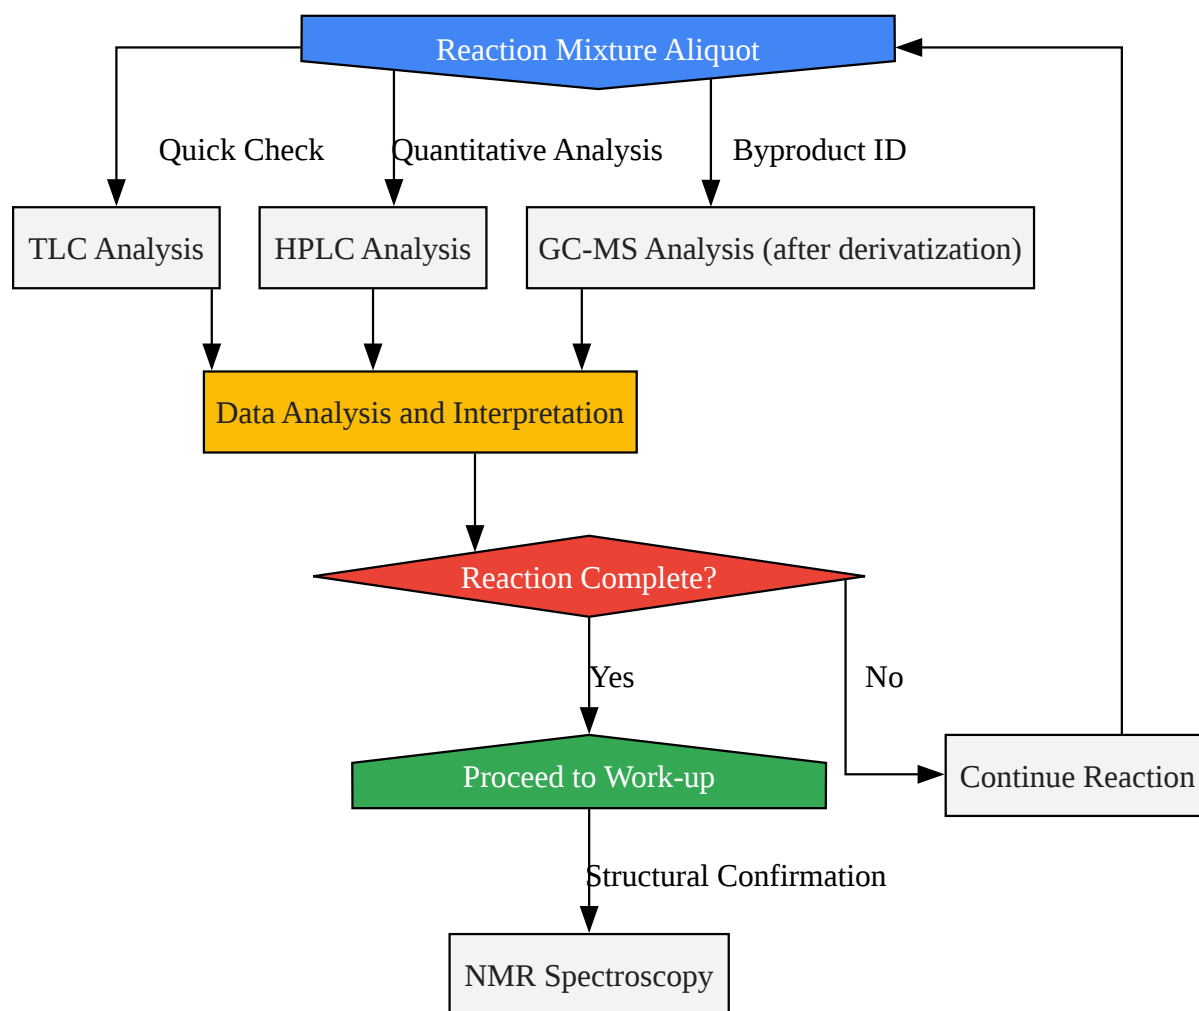 Reaction Mixture Aliquot
Quick Check
Quantitative Analysis
Byproduct ID
TLC Analysis
HPLC Analysis
GC-MS Analysis (after derivatization)
Data Analysis and Interpretation
Reaction Complete?
Yes
No
Proceed to Work-up
Continue Reaction
Structural Confirmation
NMR Spectroscopy